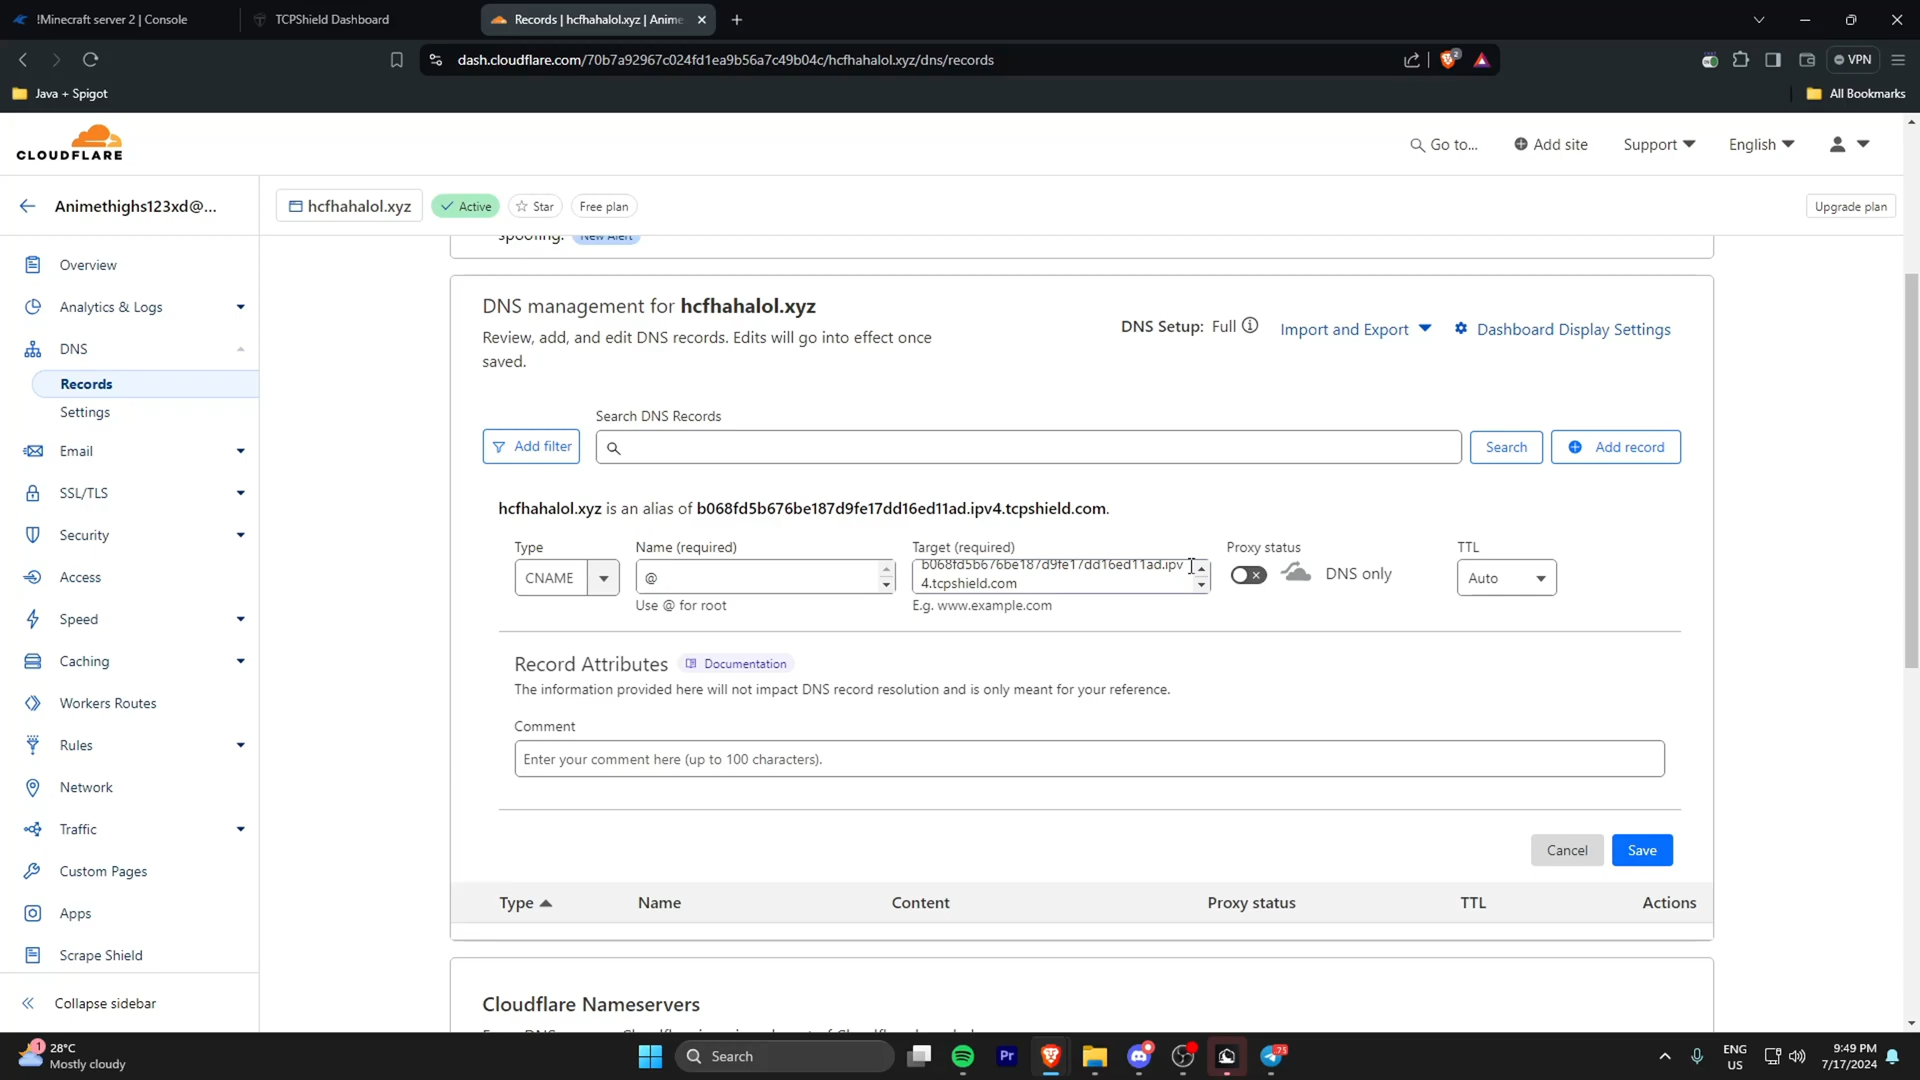 !Minecraft server 2 | Console
TCPShield Dashboard
Records | hcfhahalol.xyz | Anime
dash.cloudflare.com/70b7a92967c024fd1ea9b56a7c49b04c/hcfhahalol.xyz/dns/records
2
VPN
Java + Spigot
All Bookmarks
CLOUDFLARE
Go to...
Add site
Support
English
Animethighs123xd@...
hcfhahalol.xyz
Active
Star
Free plan
Upgrade plan
Overview
Analytics & Logs
DNS
Records
Settings
Email
SSL/TLS
Security
Access
Speed
Caching
Workers Routes
Rules
Network
Traffic
Custom Pages
Apps
Scrape Shield
Collapse sidebar
spoofing. New Alert
DNS management for hcfhahalol.xyz
Review, add, and edit DNS records. Edits will go into effect once
saved.
DNS Setup: Full
Import and Export
Dashboard Display Settings
Search DNS Records
Add filter
Search
Add record
hcfhahalol.xyz is an alias of b068fd5b676be187d9fe17dd16ed11ad.ipv4.tcpshield.com.
Type
Name (required)
Target (required)
Proxy status
TTL
CNAME
@
b068fd5b676be187d9fe17dd16ed11ad.ipv
4.tcpshield.com
DNS only
Auto
Use @ for root
E.g. www.example.com
Record Attributes
Documentation
The information provided here will not impact DNS record resolution and is only meant for your reference.
Comment
Enter your comment here (up to 100 characters).
Cancel
Save
Type
Name
Content
Proxy status
TTL
Actions
Cloudflare Nameservers
1
28°C
Mostly cloudy
Search
Pr
75
ENG
US
9:49 PM
7/17/2024